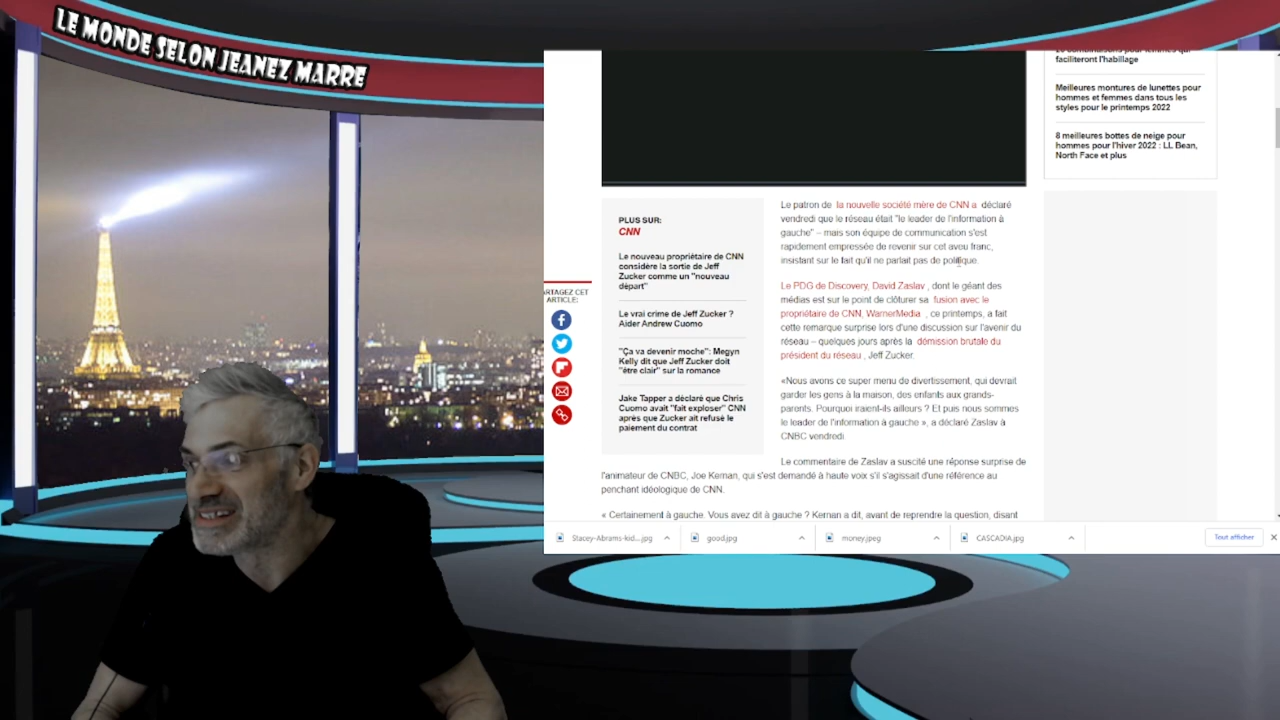 LE MONDE SELON JEANEZ MARRE
faciliteront l'habillage
Meilleures montures de lunettes pour
hommes et femmes dans tous les
styles pour le printemps 2022
8 meilleures bottes de neige pour
hommes pour l'hiver 2022 : LL Bean,
North Face et plus
PLUS SUR:
CNN
Le nouveau propriétaire de CNN
considère la sortie de Jeff
Zucker comme un "nouveau
départ"
Le vrai crime de Jeff Zucker ?
Aider Andrew Cuomo
"Ça va devenir moche": Megyn
Kelly dit que Jeff Zucker doit
"être clair" sur la romance
Jake Tapper a déclaré que Chris
Cuomo avait "fait exploser" CNN
après que Zucker ait refusé le
paiement du contrat
RTAGEZ CET
ARTICLE:
Le patron de la nouvelle société mère de CNN a déclaré
vendredi que le réseau était "le leader de l'information à
gauche" – mais son équipe de communication s'est
rapidement empressée de revenir sur cet aveu franc,
insistant sur le fait qu'il ne parlait pas de politique.
Le PDG de Discovery, David Zaslav , dont le géant des
médias est sur le point de clôturer sa fusion avec le
propriétaire de CNN, WarnerMedia , ce printemps, a fait
cette remarque surprise lors d'une discussion sur l'avenir du
réseau – quelques jours après la démission brutale du
président du réseau , Jeff Zucker.
«Nous avons ce super menu de divertissement, qui devrait
garder les gens à la maison, des enfants aux grands-
parents. Pourquoi iraient-ils ailleurs ? Et puis nous sommes
le leader de l'information à gauche », a déclaré Zaslav à
CNBC vendredi
Le commentaire de Zaslav a suscité une réponse surprise de
l'animateur de CNBC, Joe Kernan, qui s'est demandé à haute voix s'il s'agissait d'une référence au
penchant idéologique de CNN.
« Certainement à gauche. Vous avez dit à gauche ? Kernan a dit, avant de reprendre la question, disant
Stacey-Abrams-kid....jpg
good.jpg
money.jpeg
CASCADIA.jpg
Tout afficher